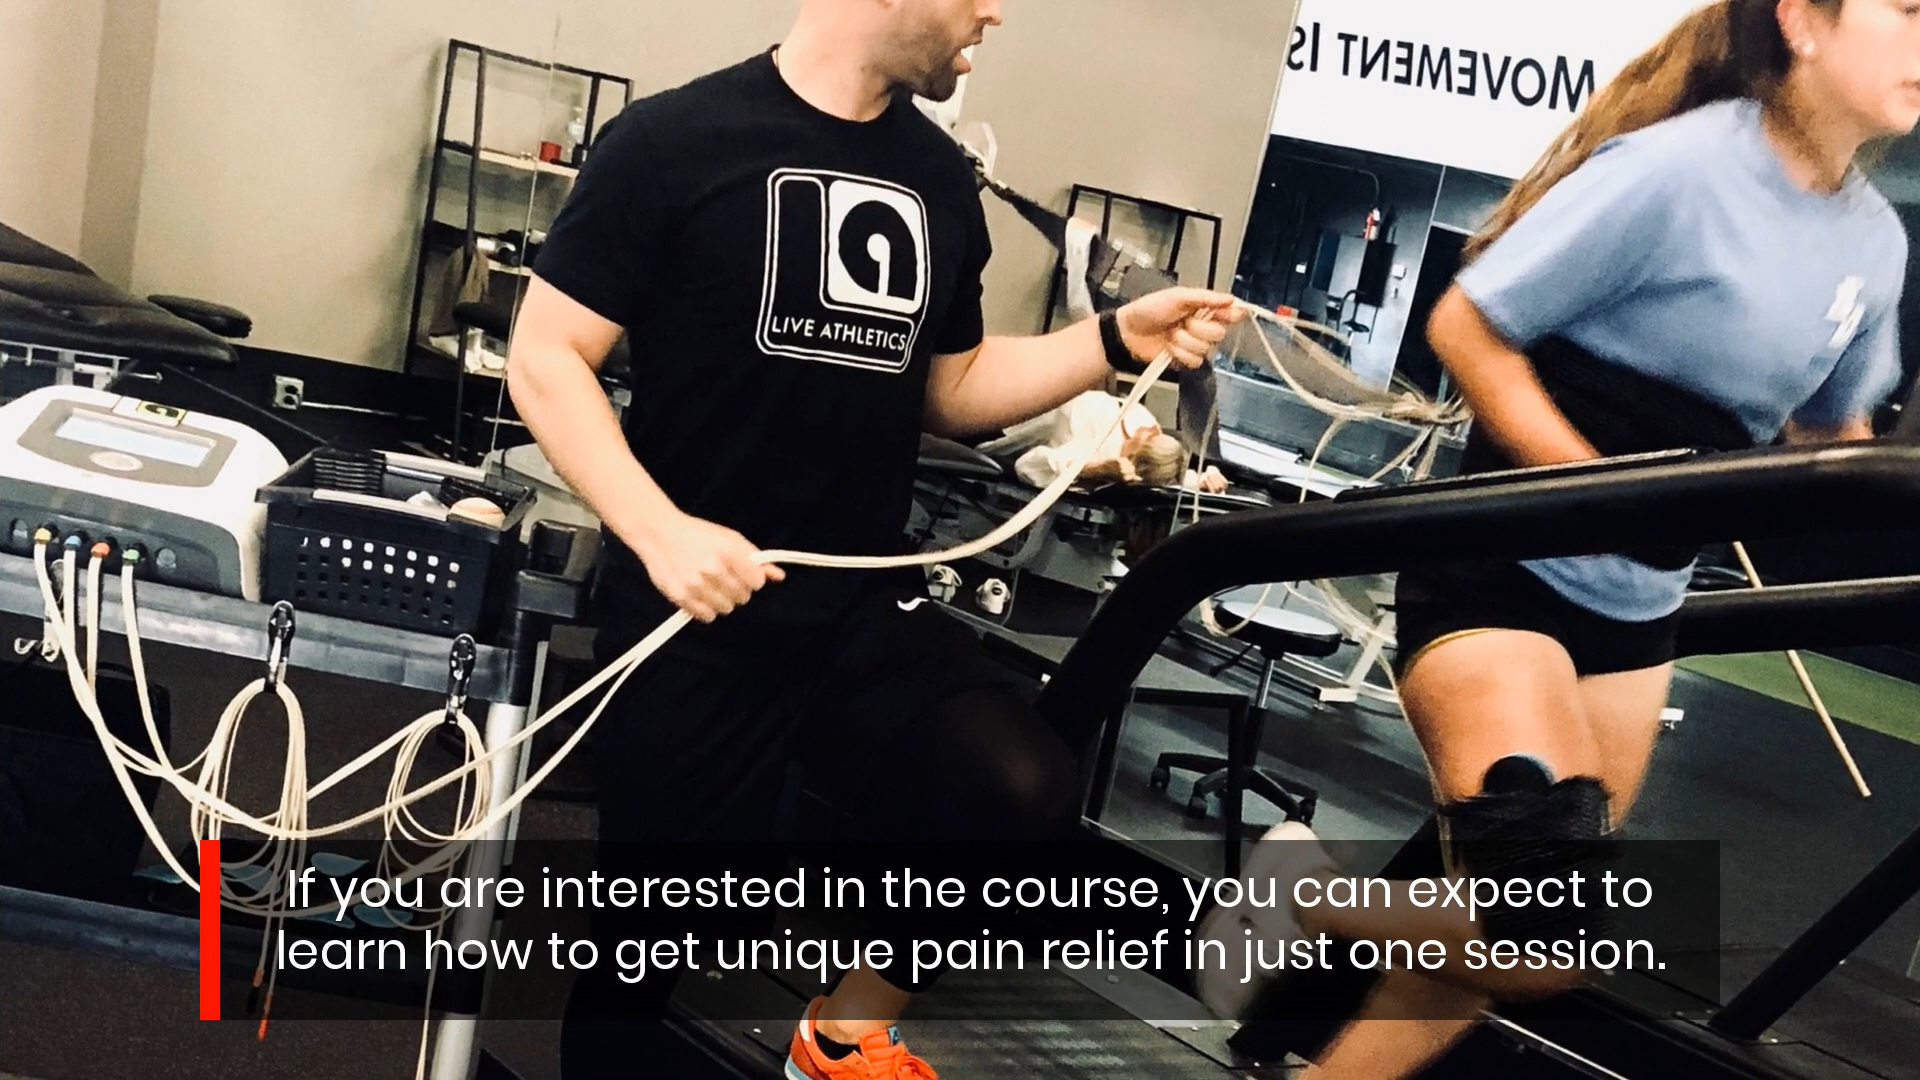 MOVEMENT IS
La
LIVE ATHLETICS
If you are interested in the course, you can expect to
learn how to get unique pain relief in just one session.